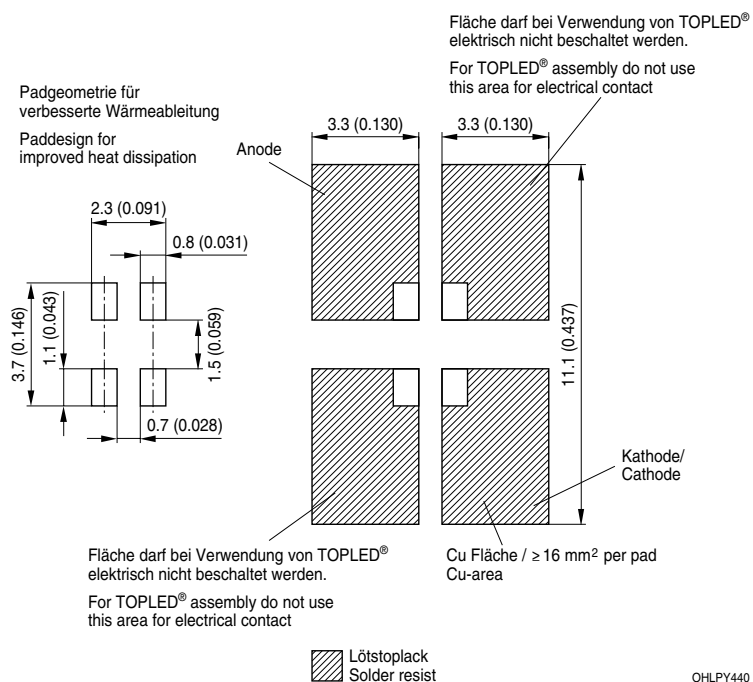 Fläche darf bei Verwendung von TOPLED®
elektrisch nicht beschaltet werden.
For TOPLED® assembly do not use
this area for electrical contact
Padgeometrie für
verbesserte Wärmeableitung
Paddesign for
improved heat dissipation
Anode
3.3 (0.130)
3.3 (0.130)
2.3 (0.091)
0.8 (0.031)
3.7 (0.146)
1.1 (0.043)
1.5 (0.059)
0.7 (0.028)
11.1 (0.437)
Kathode/
Cathode
Fläche darf bei Verwendung von TOPLED®
elektrisch nicht beschaltet werden.
For TOPLED® assembly do not use
this area for electrical contact
Cu Fläche / ≥ 16 mm² per pad
Cu-area
Lötstoplack
Solder resist
OHLPY440